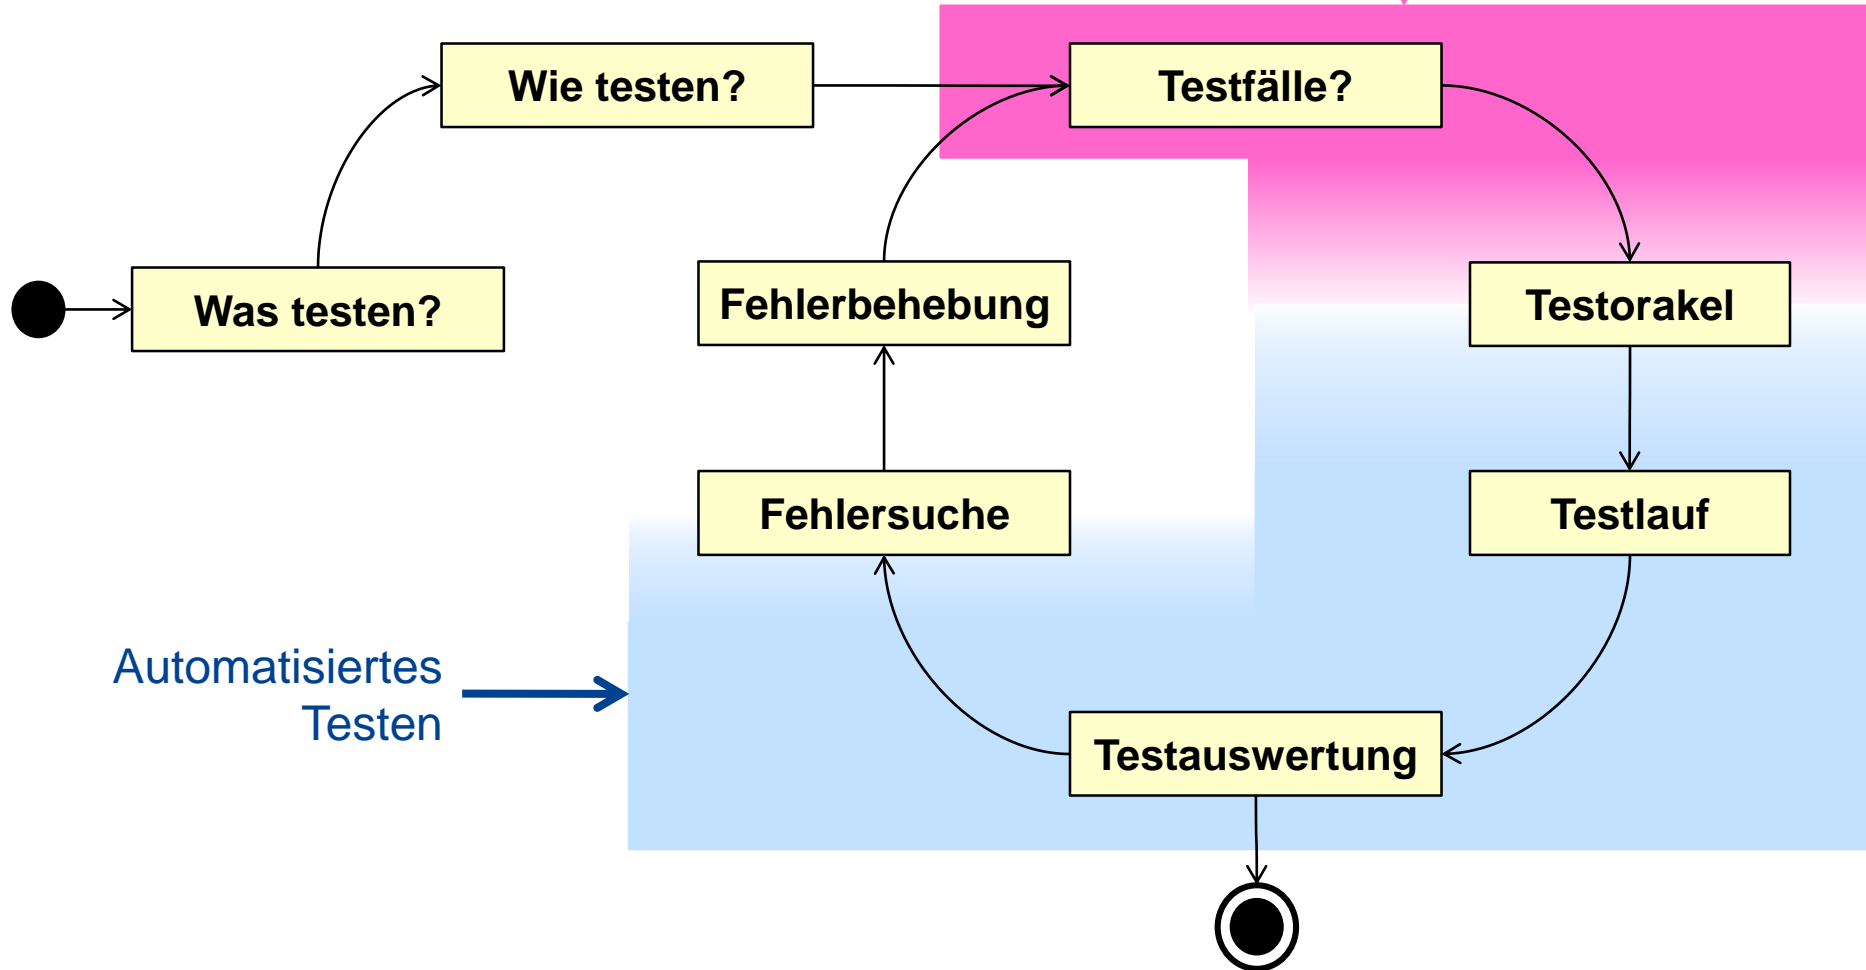 Wie testen?
Testfälle?
Was testen?
Fehlerbehebung
Testorakel
Fehlersuche
Testlauf
Automatisiertes
Testen
Testauswertung